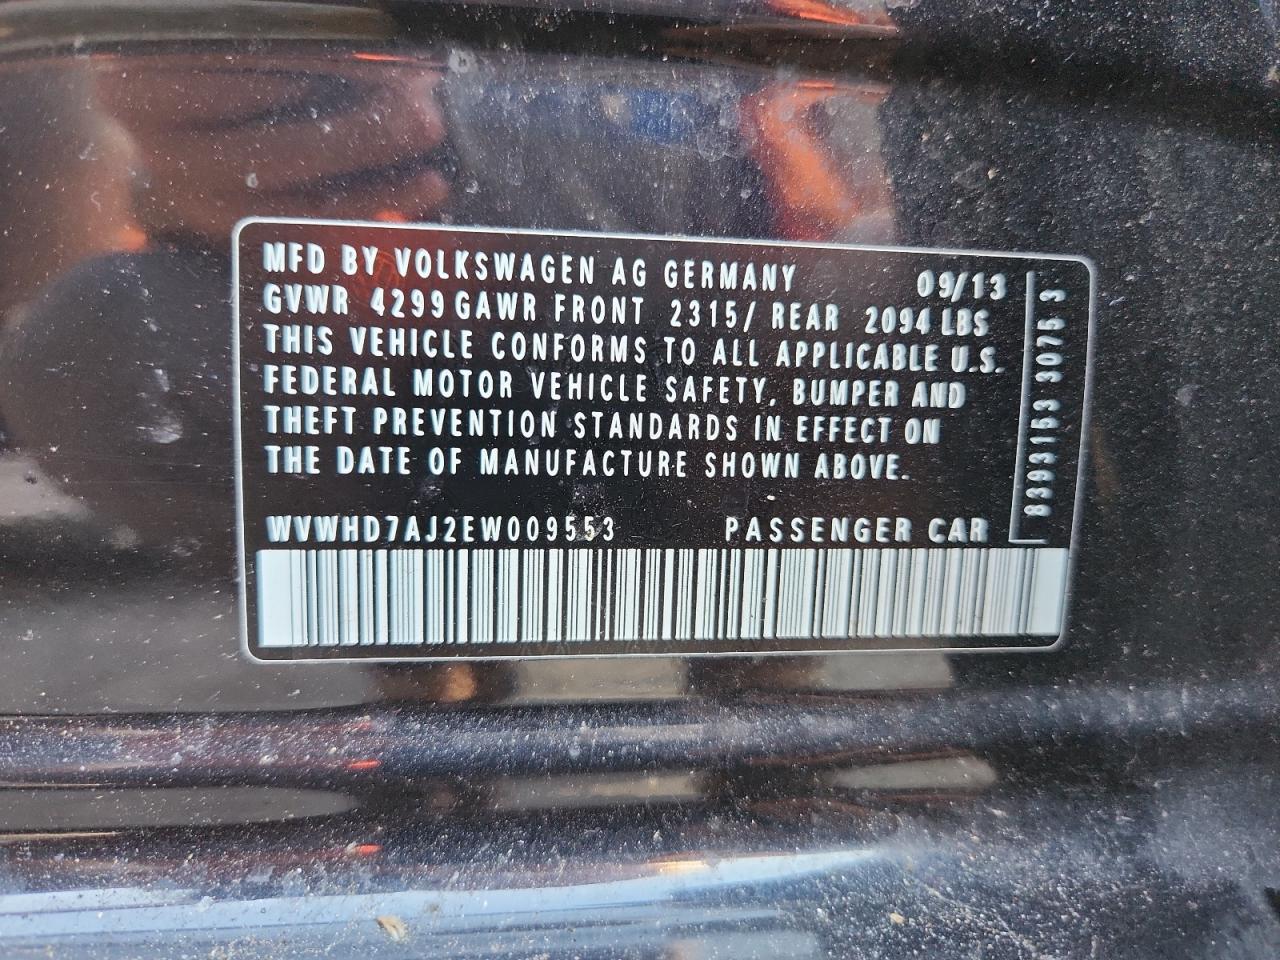 MFD BY VOLKSWAGEN AG GERMANY 09/13
GVWR 4299 GAWR FRONT 2315/ REAR 2094 LBS
THIS VEHICLE CONFORMS TO ALL APPLICABLE U.S.
FEDERAL MOTOR VEHICLE SAFETY, BUMPER AND
THEFT PREVENTION STANDARDS IN EFFECT ON
THE DATE OF MANUFACTURE SHOWN ABOVE.
WVWHD7AJ2EW009553 PASSENGER CAR
8393153 3075 3